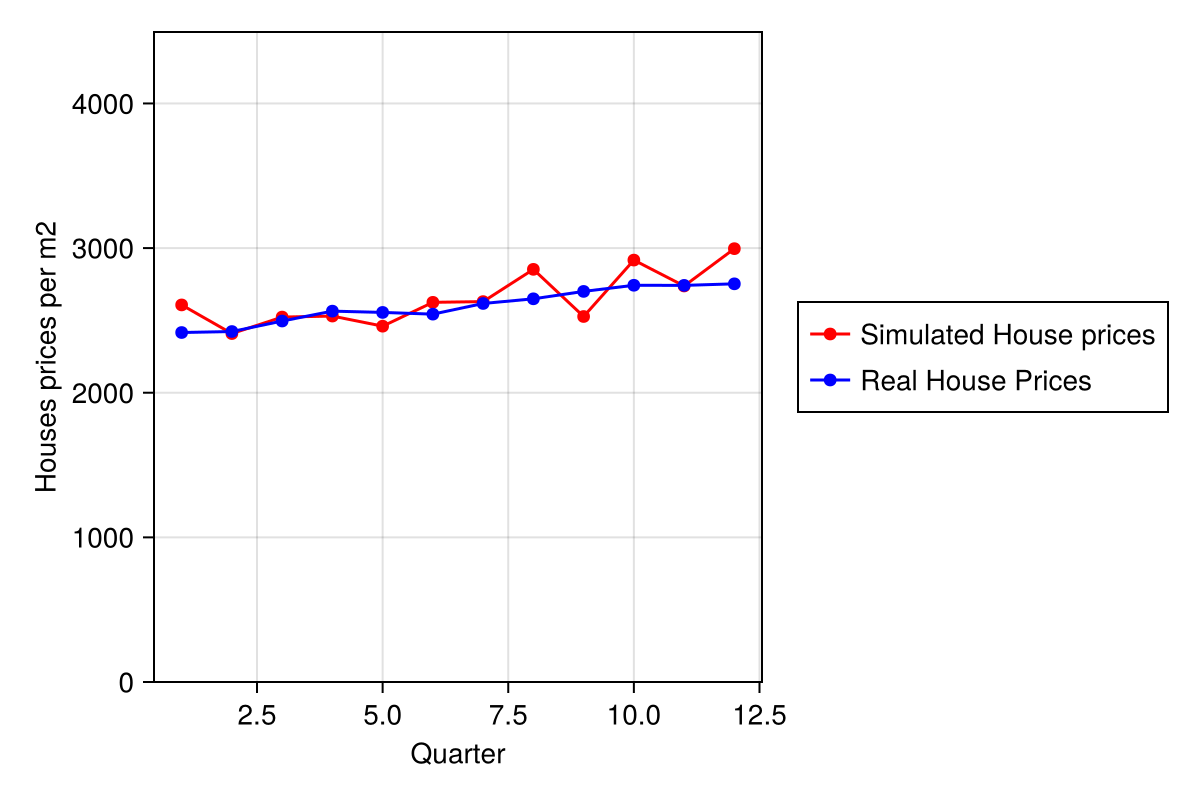 4000
3000
2000
1000
0
Houses prices per m2
2.5 5.0 7.5 10.0 12.5
Quarter
Simulated House prices
Real House Prices